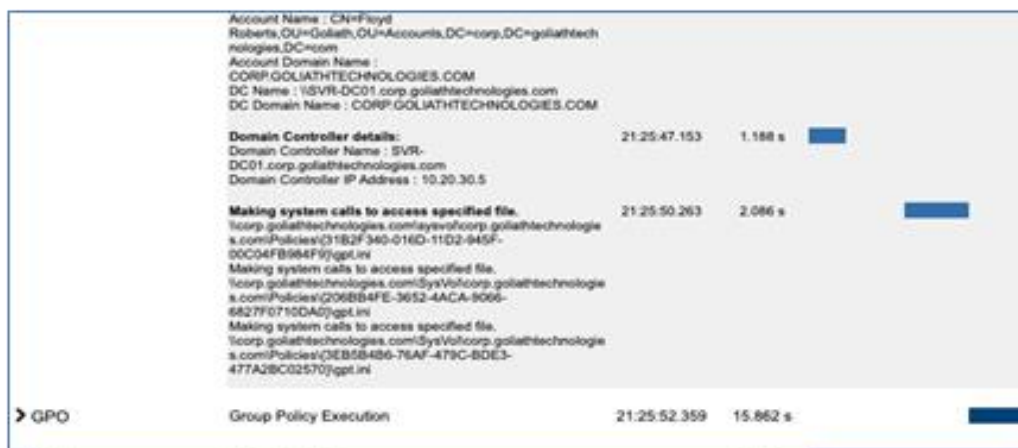 Account Name : CN=Floyd
Roberts,OU=Goliath,OU=Accounts,DC=corp,DC=goliathtech
nologies,DC=com
Account Domain Name :
CORP.GOLIATHTECHNOLOGIES.COM
DC Name : \\SVR-DC01.corp.goliathtechnologies.com
DC Domain Name : CORP.GOLIATHTECHNOLOGIES.COM
Domain Controller details: 21:25:47.153 1.188 s
Domain Controller Name : SVR-
DC01.corp.goliathtechnologies.com
Domain Controller IP Address : 10.20.30.5
Making system calls to access specified file. 21:25:50.263 2.086 s
\\corp.goliathtechnologies.com\sysvol\corp.goliathtechnologie
s.com\Policies\{31B2F340-016D-11D2-945F-
00C04FB984F9}\gpt.ini
Making system calls to access specified file.
\\corp.goliathtechnologies.com\SysVol\corp.goliathtechnologie
s.com\Policies\{206BB4FE-3652-4ACA-9066-
6827F0710DA0}\gpt.ini
Making system calls to access specified file.
\\corp.goliathtechnologies.com\SysVol\corp.goliathtechnologie
s.com\Policies\{3EB5B4B6-76AF-479C-BDE3-
477A2BC02570}\gpt.ini
GPO Group Policy Execution 21:25:52.359 15.862 s